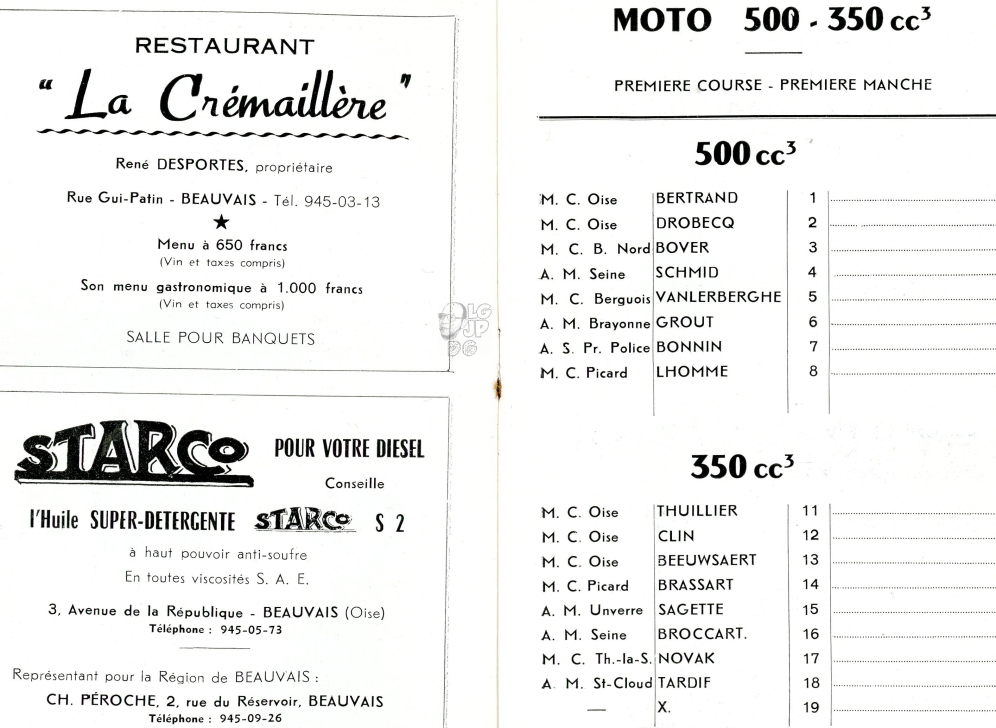 RESTAURANT
" La Crémaillère "
René DESPORTES, propriétaire
Rue Gui-Patin - BEAUVAIS - Tél. 945-03-13
★
Menu à 650 francs
(Vin et taxes compris)
Son menu gastronomique à 1.000 francs
(Vin et taxes compris)
SALLE POUR BANQUETS
STARCO POUR VOTRE DIESEL
Conseille
l'Huile SUPER-DETERGENTE STARCO S 2
à haut pouvoir anti-soufre
En toutes viscosités S. A. E.
3, Avenue de la République - BEAUVAIS (Oise)
Téléphone : 945-05-73
Représentant pour la Région de BEAUVAIS :
CH. PÉROCHE, 2, rue du Réservoir, BEAUVAIS
Téléphone : 945-09-26
LG
JP
DG
MOTO 500 - 350 cc³
PREMIERE COURSE - PREMIERE MANCHE
500 cc³
M. C. Oise BERTRAND 1
M. C. Oise DROBECQ 2
M. C. B. Nord BOVER 3
A. M. Seine SCHMID 4
M. C. Berguois VANLERBERGHE 5
A. M. Brayonne GROUT 6
A. S. Pr. Police BONNIN 7
M. C. Picard LHOMME 8
350 cc³
M. C. Oise THUILLIER 11
M. C. Oise CLIN 12
M. C. Oise BEEUWSAERT 13
M. C. Picard BRASSART 14
A. M. Unverre SAGETTE 15
A. M. Seine BROCCART. 16
M. C. Th.-la-S. NOVAK 17
A. M. St-Cloud TARDIF 18
— X. 19